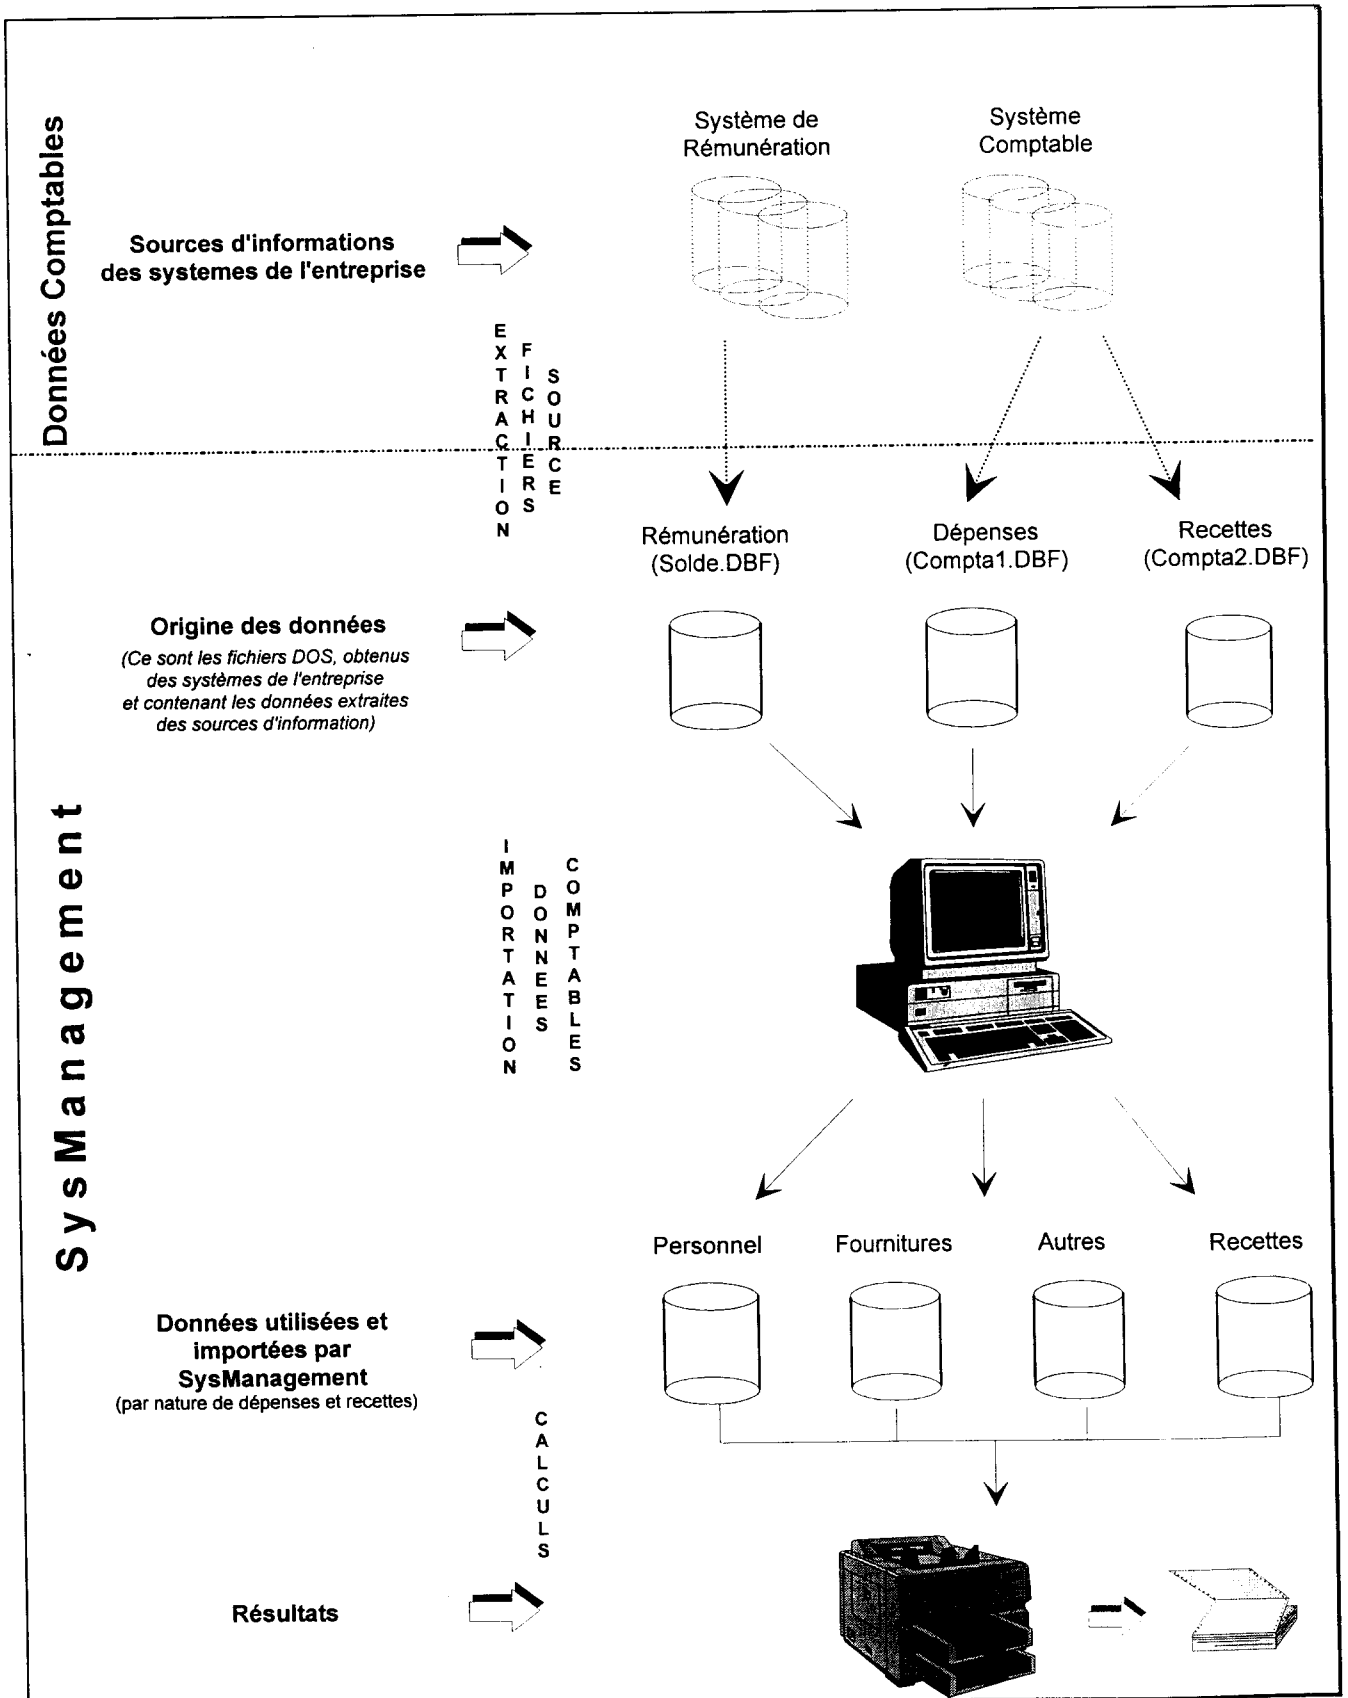 Données Comptables
Système de
Rémunération
Système
Comptable
Sources d'informations
des systemes de l'entreprise
EXTRACTION
FICHIERS
SOURCE
Rémunération
(Solde.DBF)
Dépenses
(Compta1.DBF)
Recettes
(Compta2.DBF)
Origine des données
(Ce sont les fichiers DOS, obtenus
des systèmes de l'entreprise
et contenant les données extraites
des sources d'information)
SysManagement
IMPORTATION
DONNEES
COMPTABLES
Personnel
Fournitures
Autres
Recettes
Données utilisées et
importées par
SysManagement
(par nature de dépenses et recettes)
CALCULS
Résultats